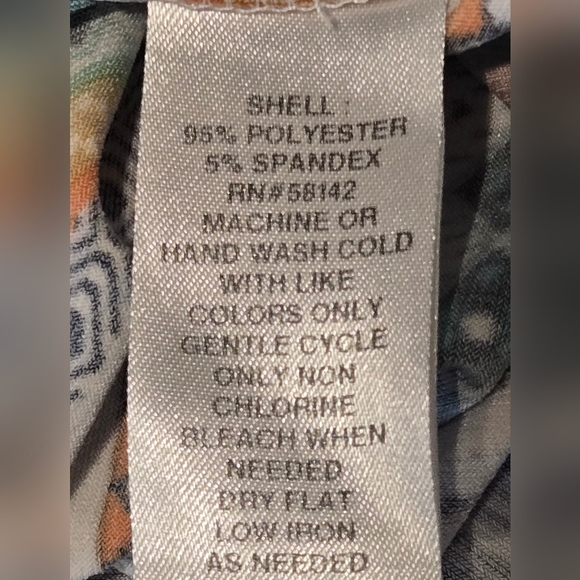 SHELL :
95% POLYESTER
5% SPANDEX
RN#58142
MACHINE OR
HAND WASH COLD
WITH LIKE
COLORS ONLY
GENTLE CYCLE
ONLY NON
CHLORINE
BLEACH WHEN
NEEDED
DRY FLAT
LOW IRON
AS NEEDED